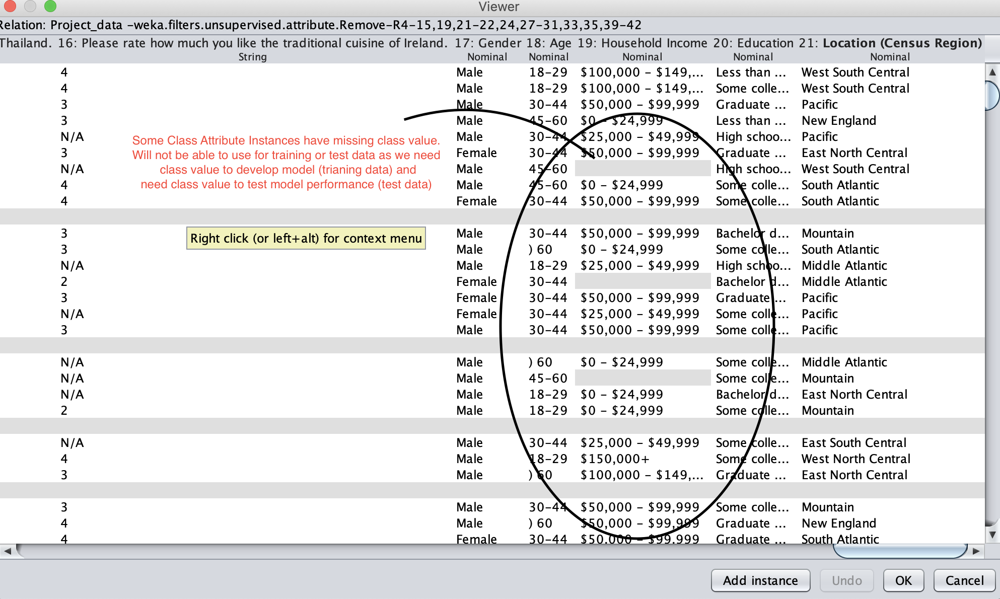 Viewer
Relation: Project_data -weka.filters.unsupervised.attribute.Remove-R4-15,19,21-22,24,27-31,33,35,39-42
Thailand. 16: Please rate how much you like the traditional cuisine of Ireland. 17: Gender 18: Age 19: Household Income 20: Education 21: Location (Census Region)
String Nominal Nominal Nominal Nominal Nominal
4 Male 18-29 $100,000 - $149,... Less than ... West South Central
4 Male 18-29 $100,000 - $149,... Some colle... West South Central
3 Male 30-44 $50,000 - $99,999 Graduate ... Pacific
3 Male 45-60 $0 - $24,999 Less than ... New England
N/A Male 30-44 $25,000 - $49,999 High schoo... Pacific
3 Female 30-44 $50,000 - $99,999 Graduate ... East North Central
N/A Male 45-60 High schoo... West South Central
4 Male 45-60 $0 - $24,999 Some colle... South Atlantic
4 Female 30-44 $50,000 - $99,999 Some colle... South Atlantic
Some Class Attribute Instances have missing class value.
Will not be able to use for training or test data as we need
class value to develop model (trianing data) and
need class value to test model performance (test data)
3 Male 30-44 $50,000 - $99,999 Bachelor d... Mountain
Right click (or left+alt) for context menu
3 Male ) 60 $0 - $24,999 Some colle... South Atlantic
N/A Male 18-29 $25,000 - $49,999 High schoo... Middle Atlantic
2 Female 30-44 Bachelor d... Middle Atlantic
3 Female 30-44 $50,000 - $99,999 Graduate ... Pacific
N/A Female 30-44 $25,000 - $49,999 Some colle... Pacific
3 Male 30-44 $50,000 - $99,999 Some colle... Pacific
N/A Male ) 60 $0 - $24,999 Some colle... Middle Atlantic
N/A Male 45-60 Some colle... Mountain
N/A Male 18-29 $0 - $24,999 Bachelor d... East North Central
2 Male 18-29 $0 - $24,999 Some colle... Mountain
N/A Male 30-44 $25,000 - $49,999 Some colle... East South Central
4 Male 18-29 $150,000+ Some colle... West North Central
3 Male ) 60 $100,000 - $149,... Graduate ... East North Central
3 Male 30-44 $50,000 - $99,999 Some colle... Mountain
4 Male ) 60 $50,000 - $99,999 Graduate ... New England
4 Female 30-44 $50,000 - $99,999 Graduate ... South Atlantic
Add instance Undo OK Cancel